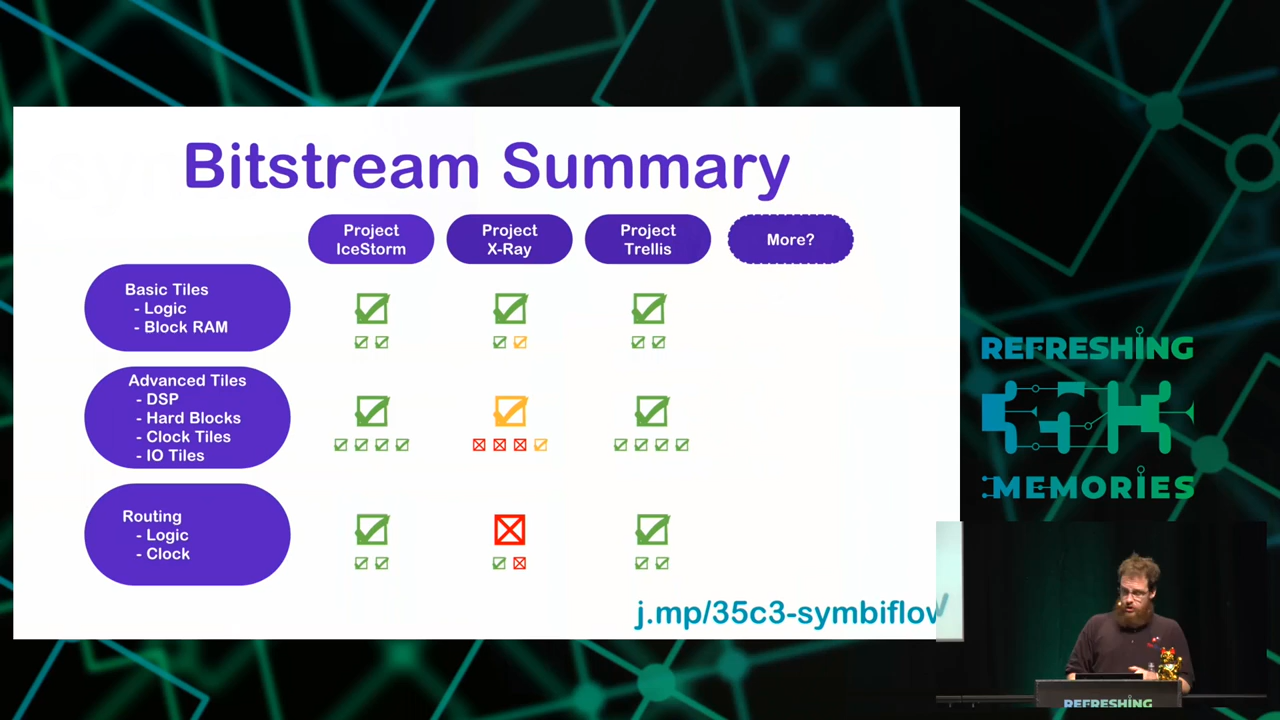 Bitstream Summary
Project
IceStorm
Project
X-Ray
Project
Trellis
More?
Basic Tiles
- Logic
- Block RAM
Advanced Tiles
- DSP
- Hard Blocks
- Clock Tiles
- IO Tiles
Routing
- Logic
- Clock
j.mp/35c3-symbiflow
REFRESHING
35C3
MEMORIES
REFRESHING